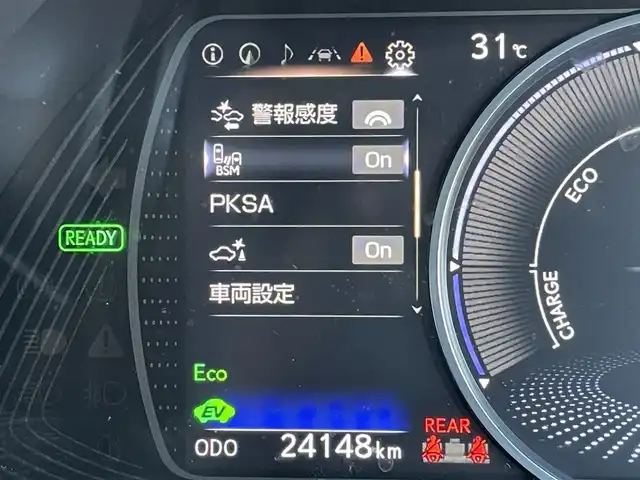 31℃
警報感度
BSM On
PKSA
READY
On
車両設定
Eco
EV
ODO 24148km
REAR
ECO
CHARGE